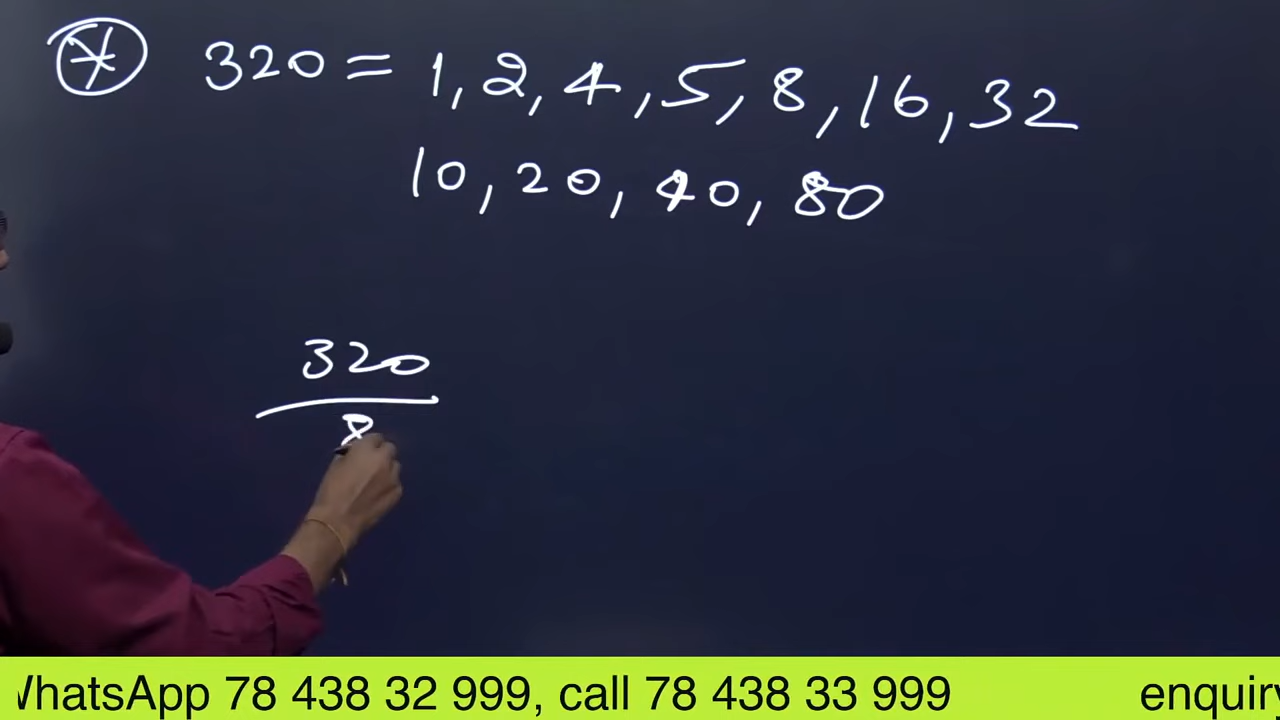 320 = 1, 2, 4, 5, 8, 16, 32
10, 20, 40, 80
320
8
WhatsApp 78 438 32 999, call 78 438 33 999 enquiry